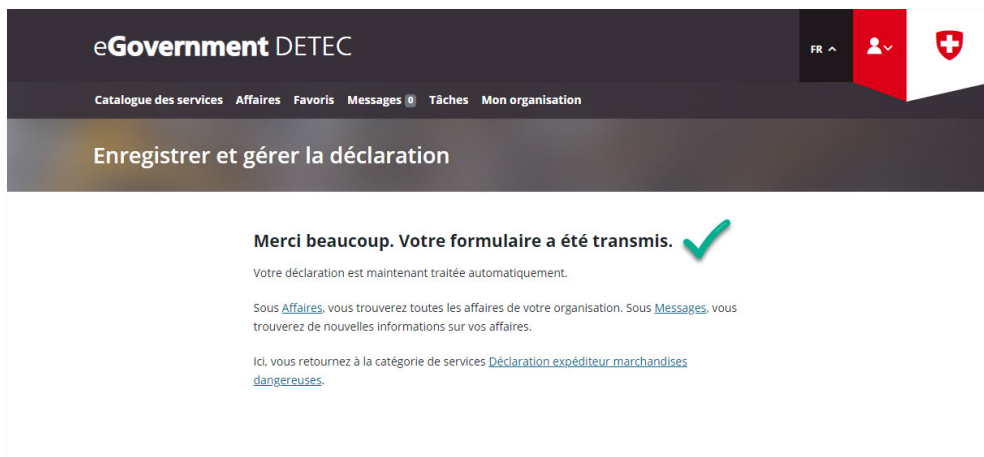 eGovernment DETEC
FR
Catalogue des services Affaires Favoris Messages 0 Tâches Mon organisation
Enregistrer et gérer la déclaration
Merci beaucoup. Votre formulaire a été transmis.
Votre déclaration est maintenant traitée automatiquement.
Sous Affaires, vous trouverez toutes les affaires de votre organisation. Sous Messages, vous
trouverez de nouvelles informations sur vos affaires.
Ici, vous retournez à la catégorie de services Déclaration expéditeur marchandises
dangereuses.